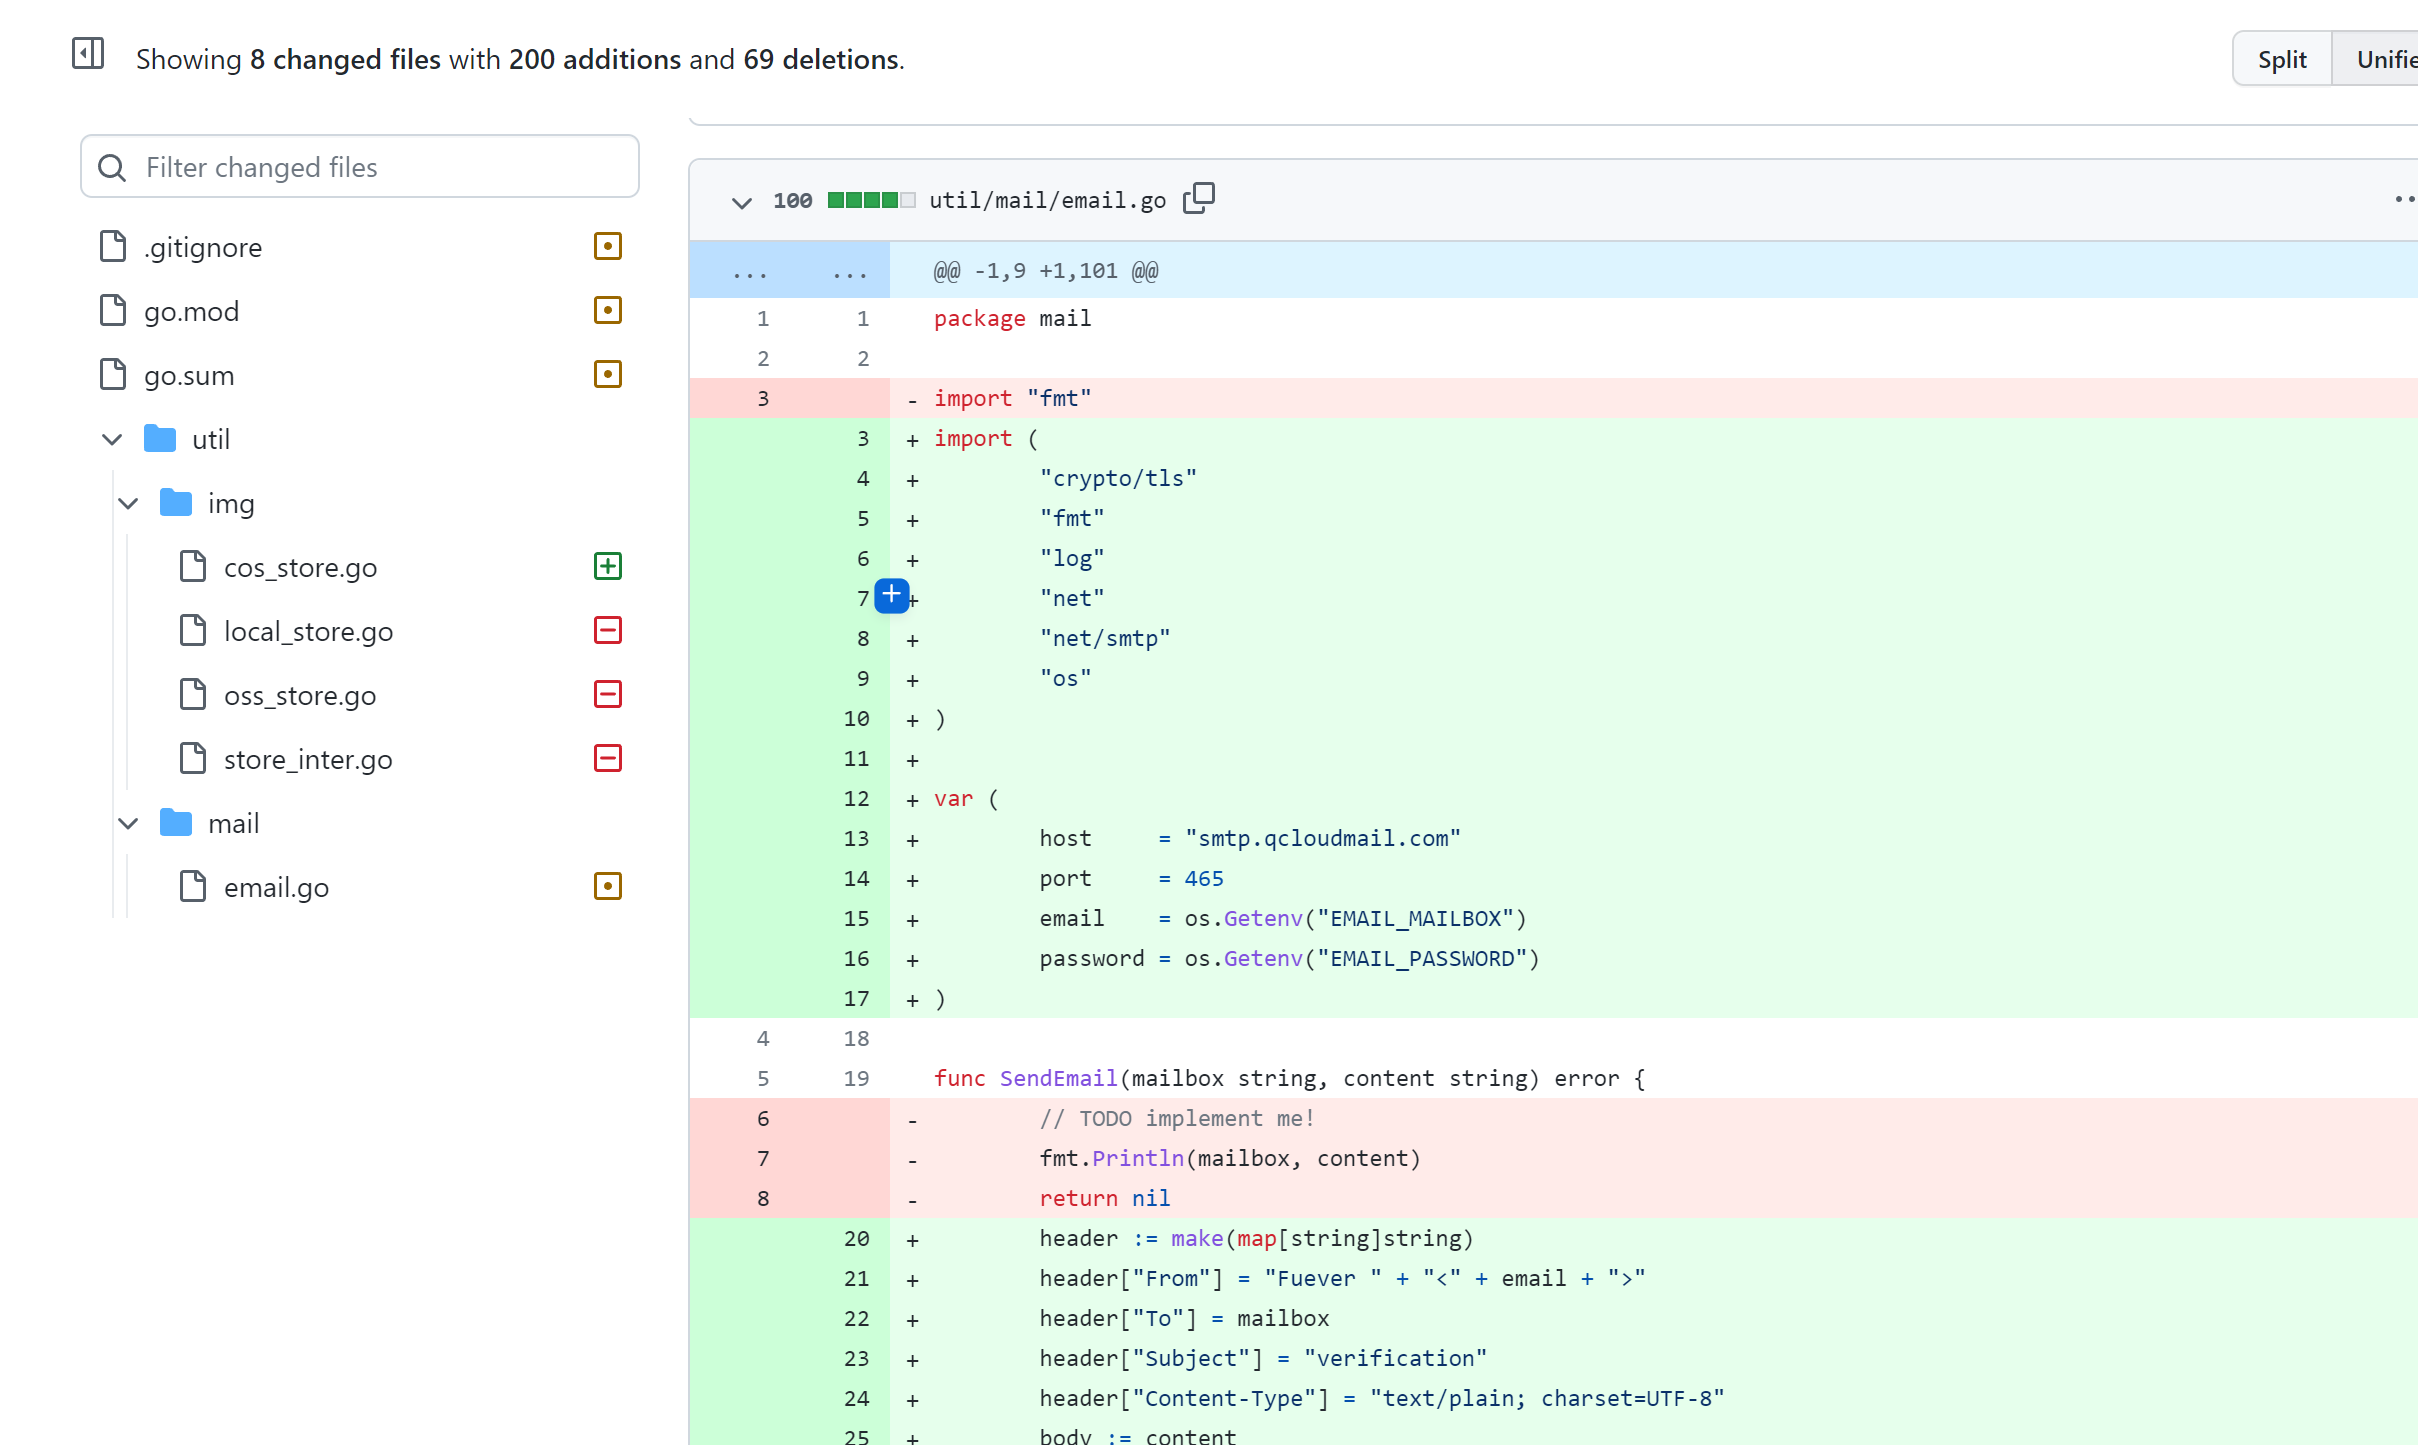 Showing 8 changed files with 200 additions and 69 deletions.
Split
Filter changed files
.gitignore
go.mod
go.sum
util
img
cos_store.go
local_store.go
oss_store.go
store_inter.go
mail
email.go
100 util/mail/email.go
... ... @@ -1,9 +1,101 @@
1 1 package mail
2 2
3 - import "fmt"
3 + import (
4 + "crypto/tls"
5 + "fmt"
6 + "log"
7 + "net"
8 + "net/smtp"
9 + "os"
10 + )
11 +
12 + var (
13 + host     = "smtp.qcloudmail.com"
14 + port     = 465
15 + email    = os.Getenv("EMAIL_MAILBOX")
16 + password = os.Getenv("EMAIL_PASSWORD")
17 + )
4 18
5 19 func SendEmail(mailbox string, content string) error {
6 - // TODO implement me!
7 - fmt.Println(mailbox, content)
8 - return nil
20 + header := make(map[string]string)
21 + header["From"] = "Fuever " + "<" + email + ">"
22 + header["To"] = mailbox
23 + header["Subject"] = "verification"
24 + header["Content-Type"] = "text/plain; charset=UTF-8"
25 + body := content